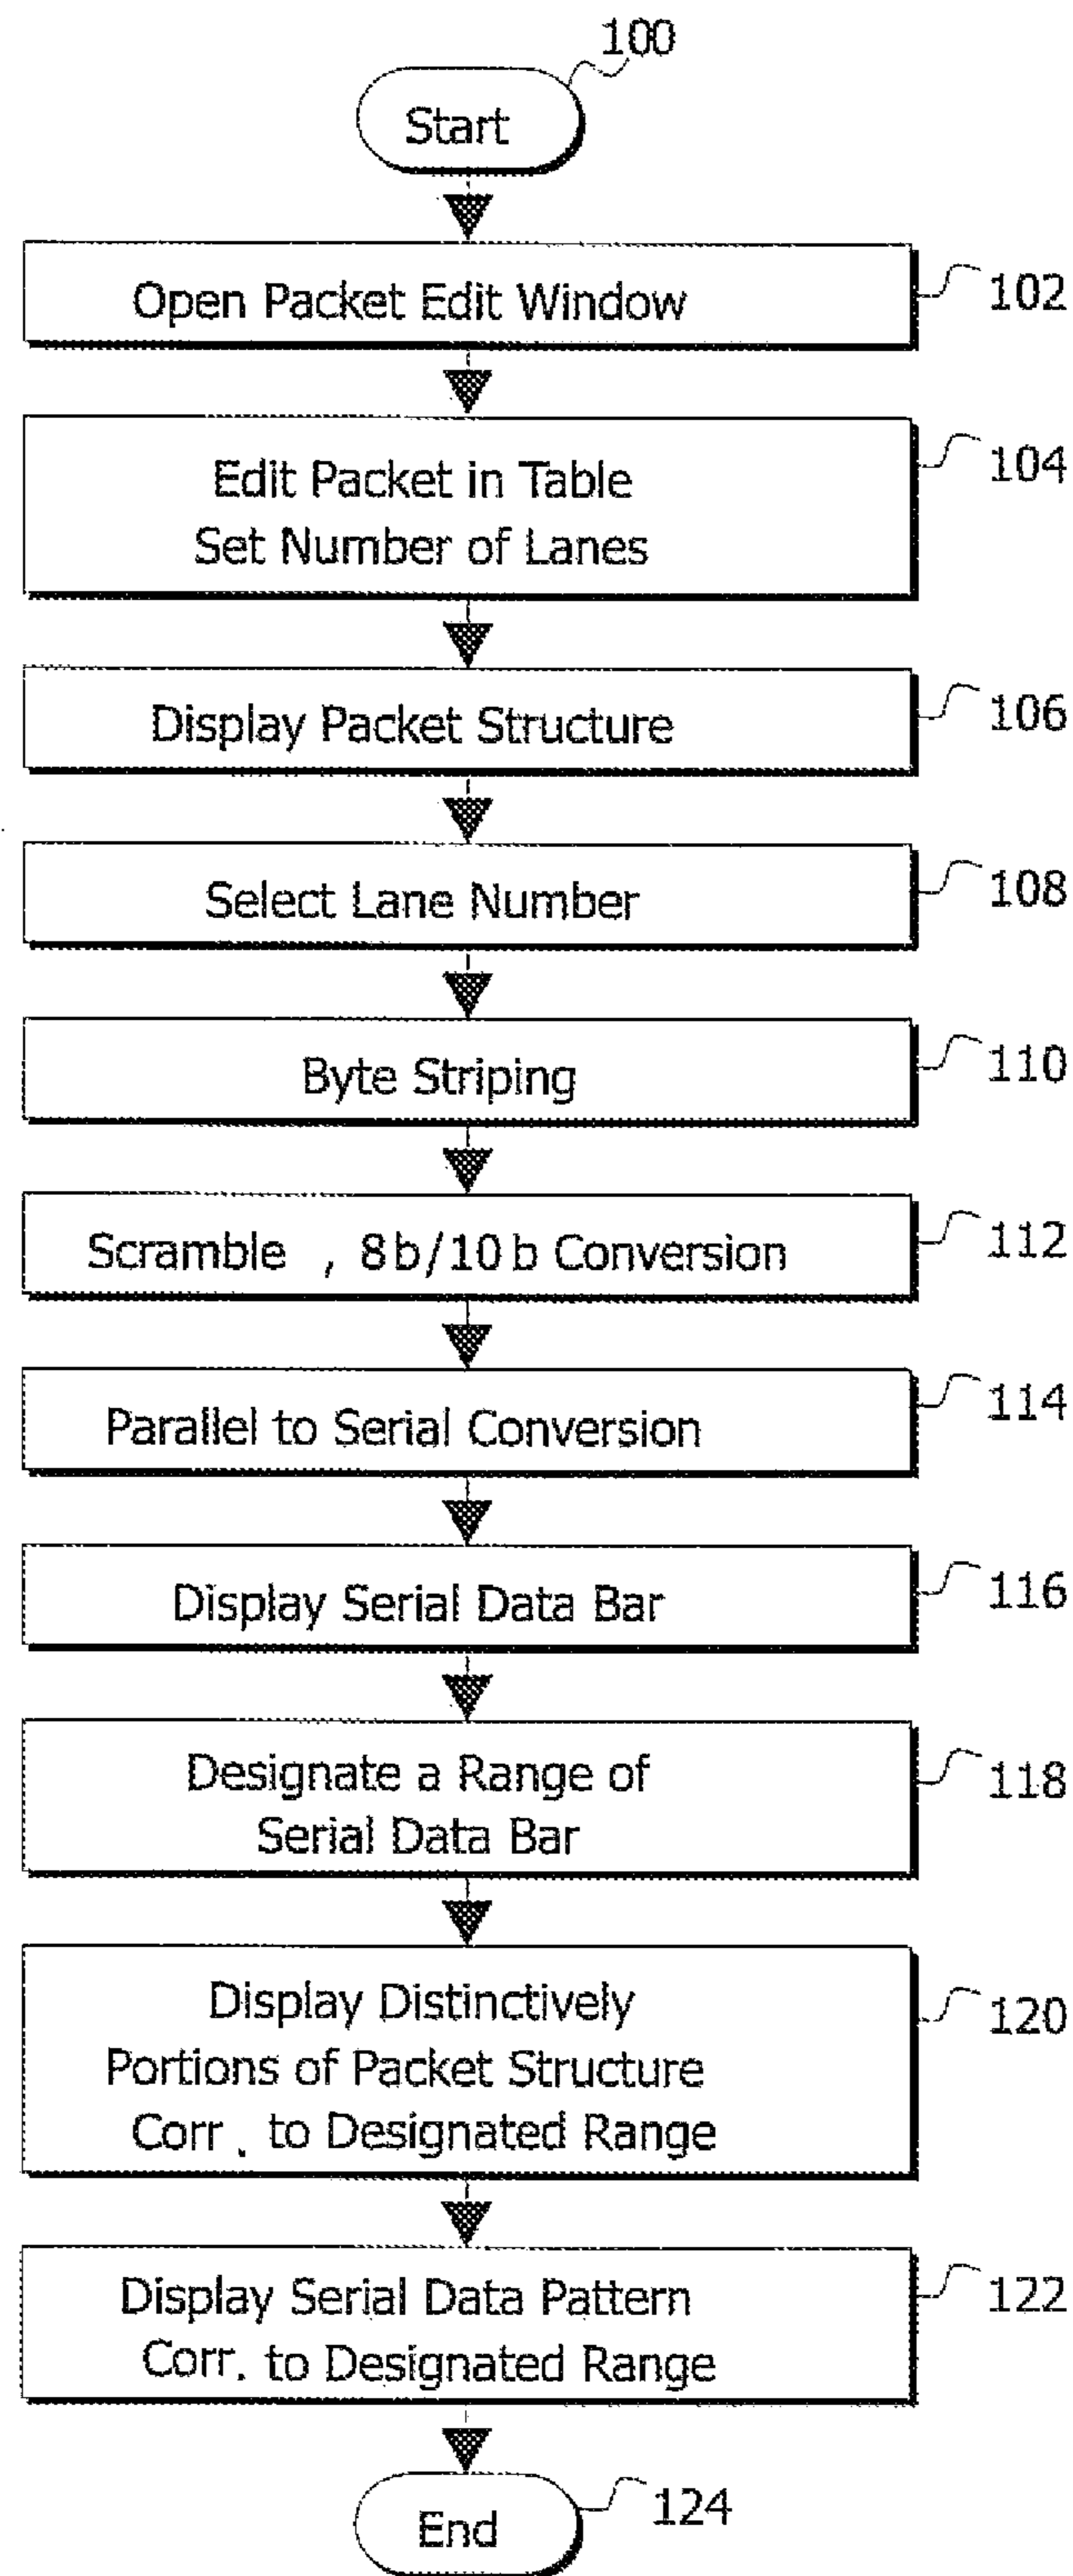 100
Start
Open Packet Edit Window
102
Edit Packet in Table
Set Number of Lanes
104
Display Packet Structure
106
Select Lane Number
108
Byte Striping
110
Scramble , 8b/10b Conversion
112
Parallel to Serial Conversion
114
Display Serial Data Bar
116
Designate a Range of
Serial Data Bar
118
Display Distinctively
Portions of Packet Structure
Corr. to Designated Range
120
Display Serial Data Pattern
Corr. to Designated Range
122
End
124